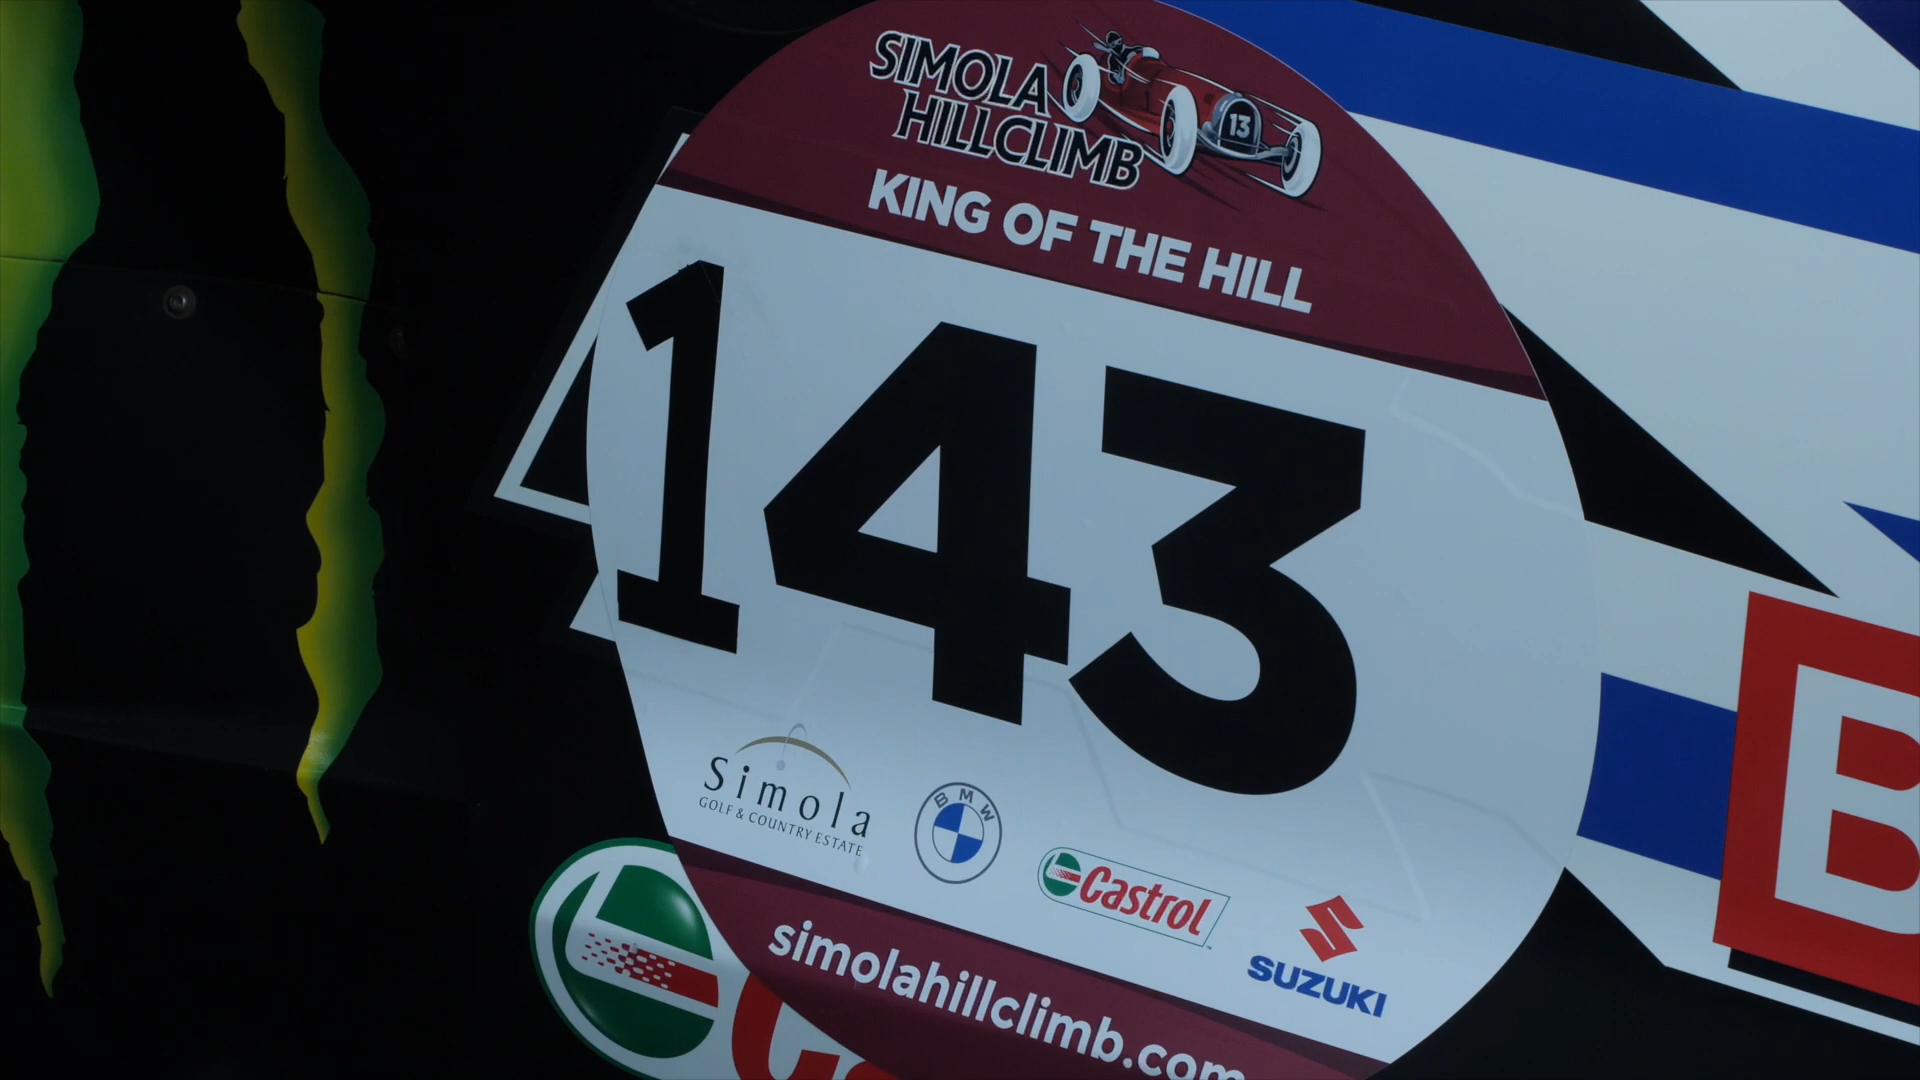 SIMOLA
HILLCLIMB
13
KING OF THE HILL
143
Simola
GOLF & COUNTRY ESTATE
BMW
Castrol
SUZUKI
simolahillclimb.com
B